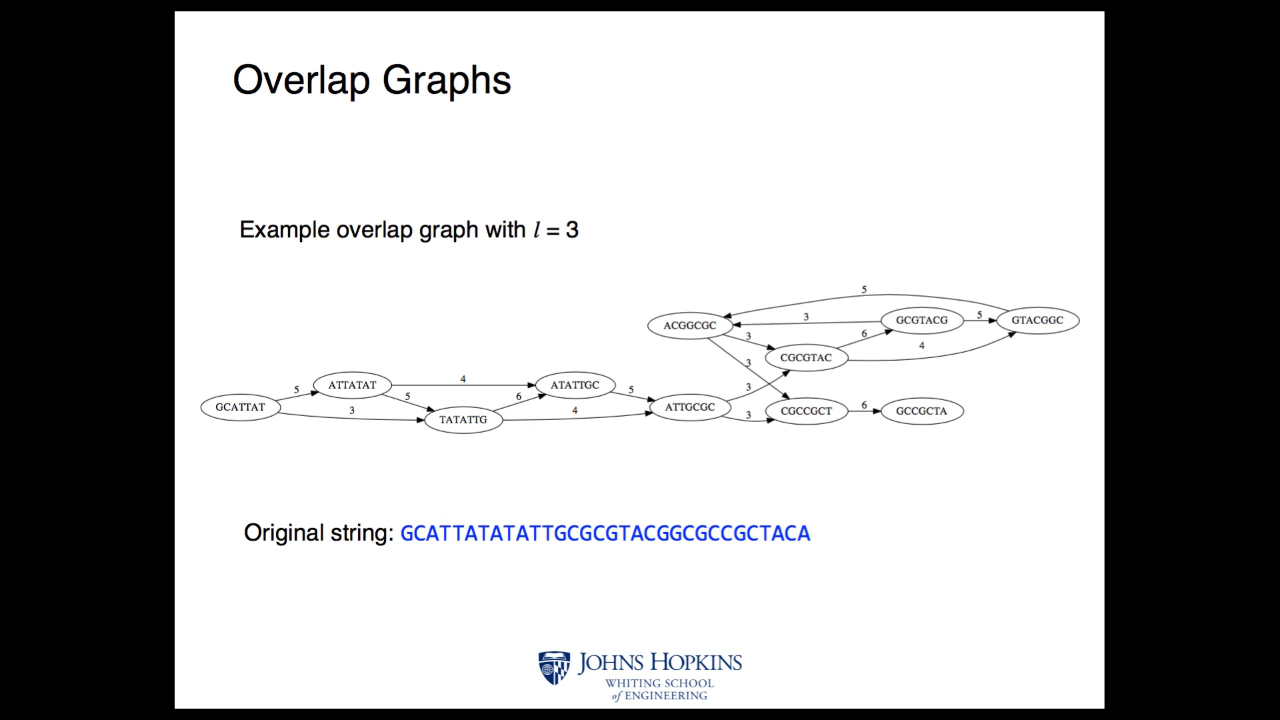 Overlap Graphs
Example overlap graph with l = 3
5
ACGGCGC
3
GCGTACG
5
GTACGGC
3
6
CGCGTAC
4
3
ATTATAT
4
ATATTGC
5
GCATTAT
5
5
6
3
TATATTG
4
ATTGCGC
3
3
CGCCGCT
6
GCCGCTA
Original string: GCATTATATATTGCGCGTACGGCGCCGCTACA
JOHNS HOPKINS
WHITING SCHOOL
of ENGINEERING